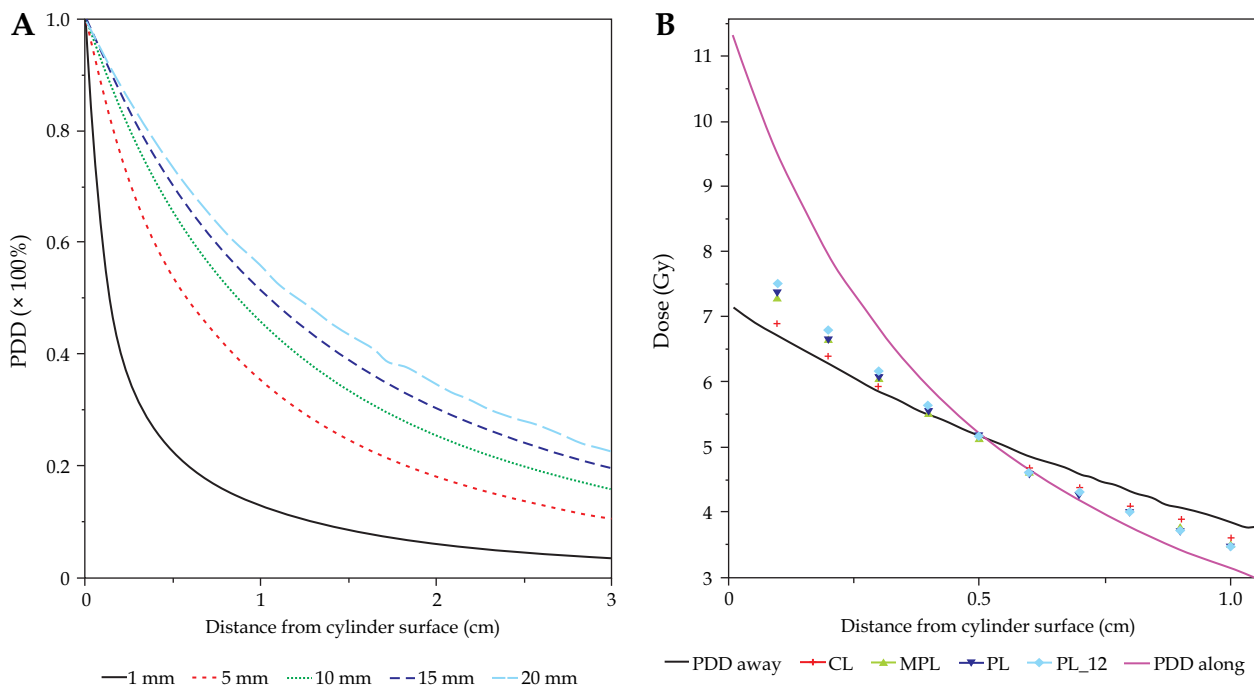 A
PDD (× 100%)
1.0
0.8
0.6
0.4
0.2
0
0 1 2 3
Distance from cylinder surface (cm)
1 mm 5 mm 10 mm 15 mm 20 mm
B
Dose (Gy)
11
10
9
8
7
6
5
4
3
0 0.5 1.0
Distance from cylinder surface (cm)
PDD away CL MPL PL PL_12 PDD along